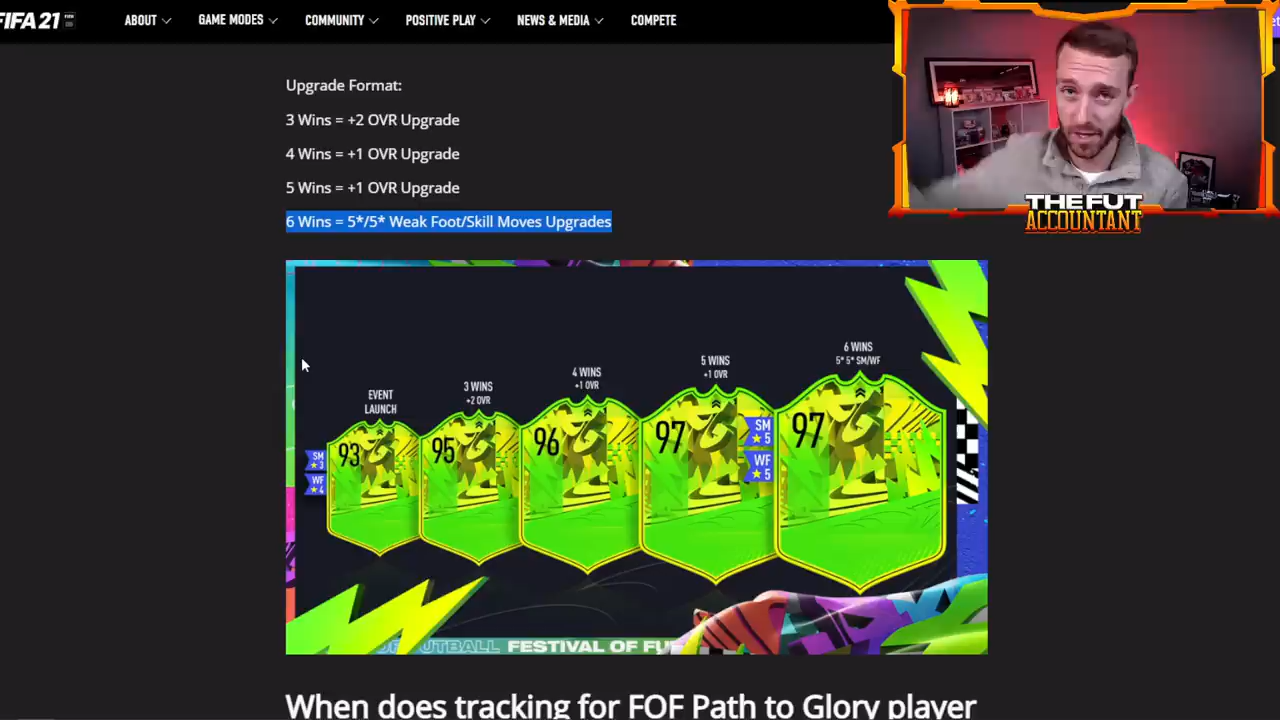 FIFA 21
ABOUT
GAME MODES
COMMUNITY
POSITIVE PLAY
NEWS & MEDIA
COMPETE
Upgrade Format:
3 Wins = +2 OVR Upgrade
4 Wins = +1 OVR Upgrade
5 Wins = +1 OVR Upgrade
6 Wins = 5*/5* Weak Foot/Skill Moves Upgrades
THE FUT
ACCOUNTANT
EVENT
LAUNCH
3 WINS
+2 OVR
4 WINS
+1 OVR
5 WINS
+1 OVR
6 WINS
5* 5* SM/WF
SM
3
WF
4
93
95
96
97
SM
5
WF
5
97
FESTIVAL OF FU
When does tracking for FOF Path to Glory player